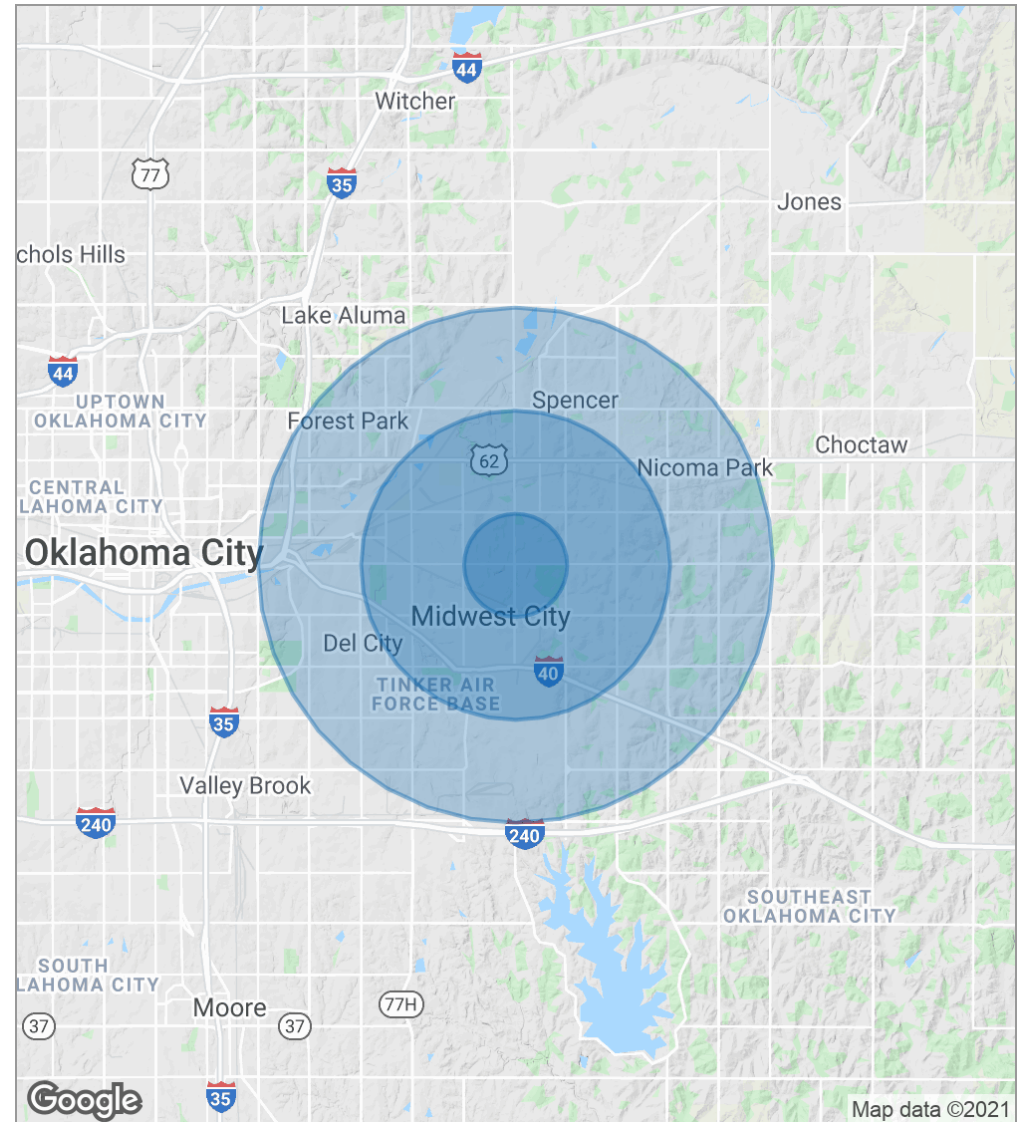 44
Witcher
77
35
Jones
chols Hills
Lake Aluma
44
UPTOWN
OKLAHOMA CITY
Spencer
Forest Park
Choctaw
62
Nicoma Park
CENTRAL
LAHOMA CITY
Oklahoma City
Midwest City
Del City
40
TINKER AIR
FORCE BASE
35
Valley Brook
240
240
SOUTHEAST
OKLAHOMA CITY
SOUTH
LAHOMA CITY
Moore
77H
37
37
35
Google
Map data ©2021